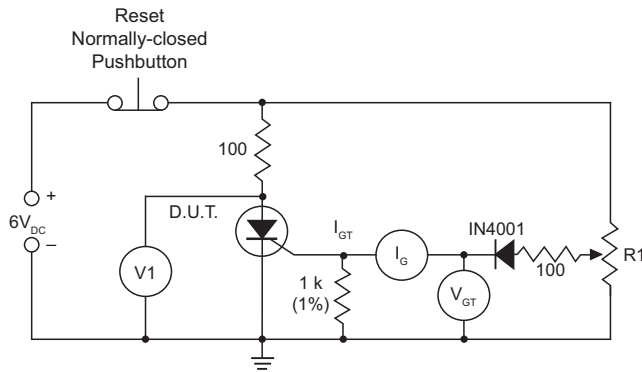 Reset
Normally-closed
Pushbutton
100
+
6V_DC
–
D.U.T.
V1
I_GT
1 k
(1%)
I_G
IN4001
V_GT
100
R1